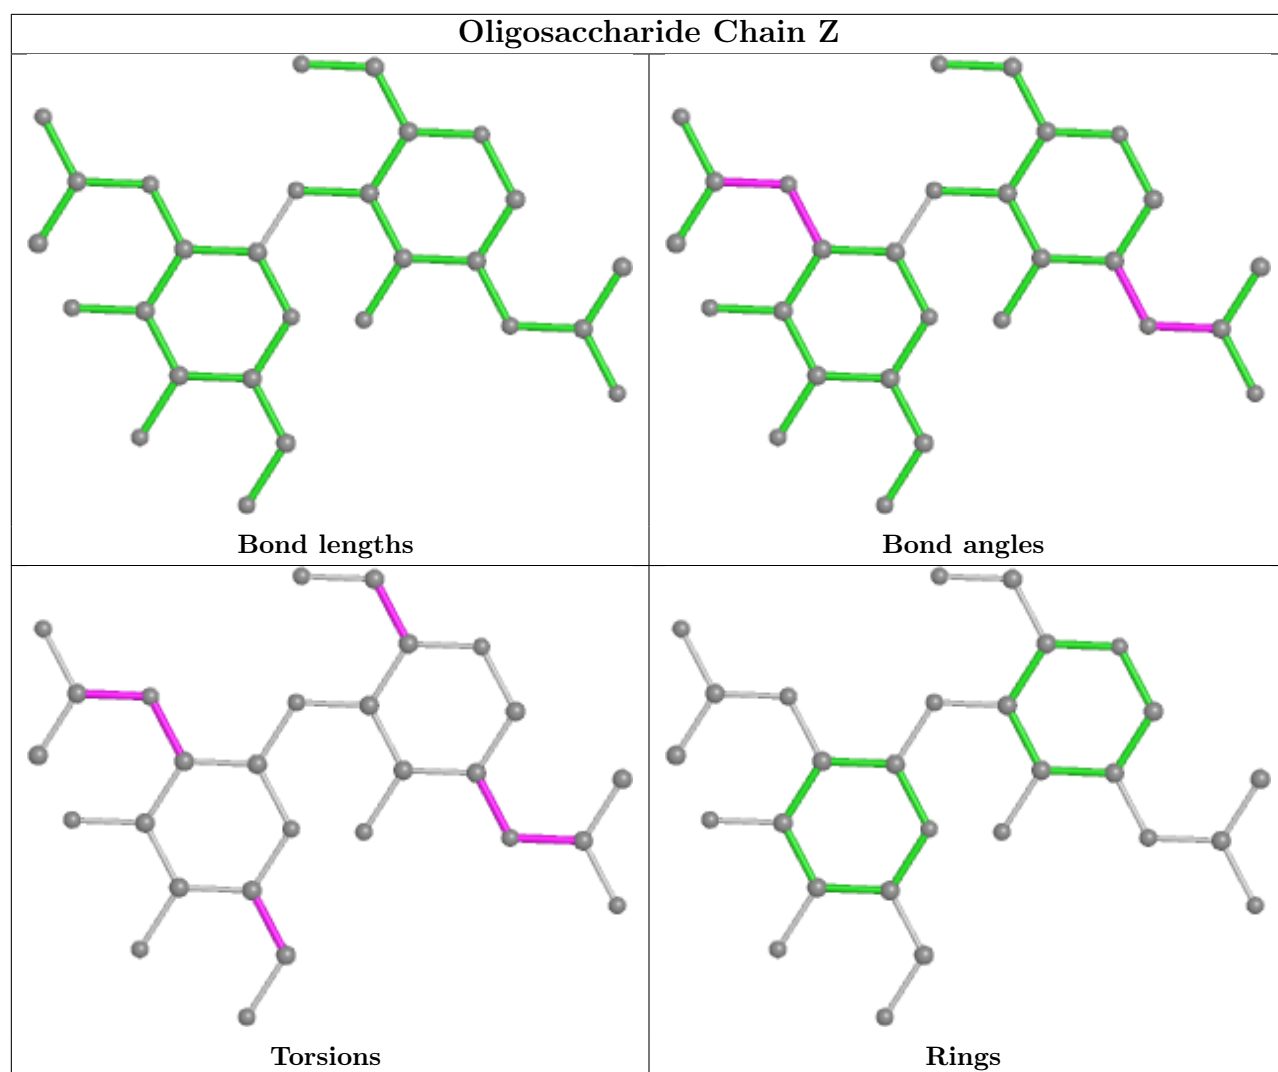 Oligosaccharide Chain Z
Bond lengths
Bond angles
Torsions
Rings